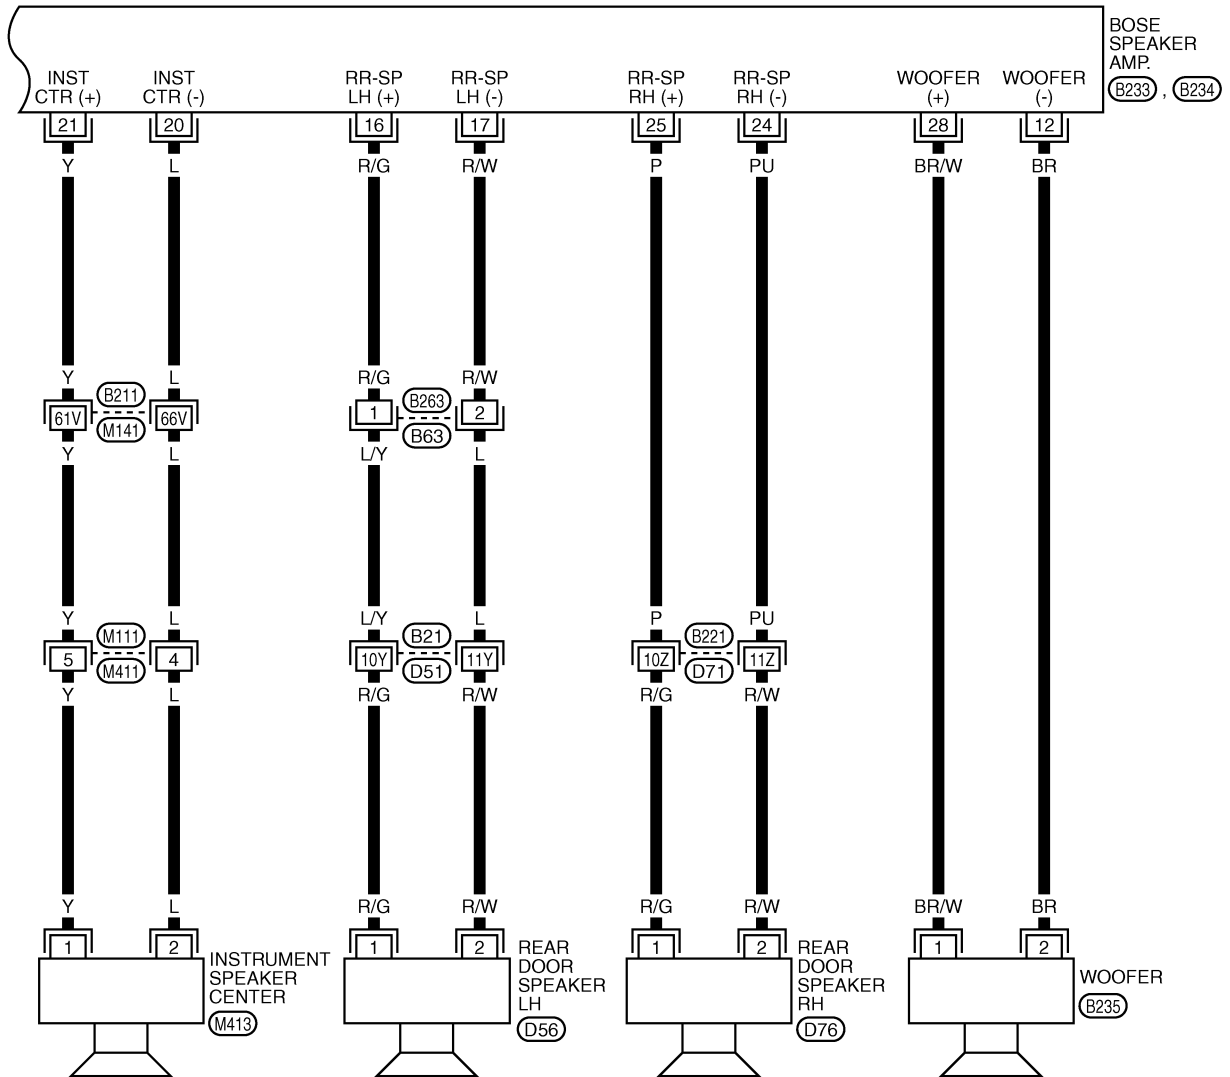 BOSE
SPEAKER
AMP.
B233 , B234
INST CTR (+)
INST CTR (-)
RR-SP LH (+)
RR-SP LH (-)
RR-SP RH (+)
RR-SP RH (-)
WOOFER (+)
WOOFER (-)
21 20 16 17 25 24 28 12
Y L R/G R/W P PU BR/W BR
Y L R/G R/W
B211 B263
61V 66V 1 2
M141 B63
Y L L/Y L
Y L L/Y L P PU
M111 B21 B221
5 4 10Y 11Y 10Z 11Z
M411 D51 D71
Y L R/G R/W R/G R/W
Y L R/G R/W R/G R/W BR/W BR
1 2 1 2 1 2 1 2
INSTRUMENT
SPEAKER
CENTER
M413
REAR
DOOR
SPEAKER
LH
D56
REAR
DOOR
SPEAKER
RH
D76
WOOFER
B235